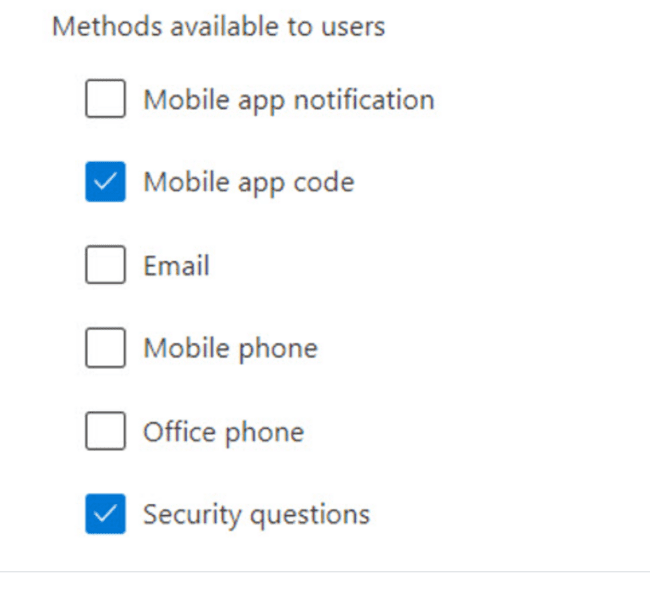 Methods available to users
Mobile app notification
Mobile app code
Email
Mobile phone
Office phone
Security questions